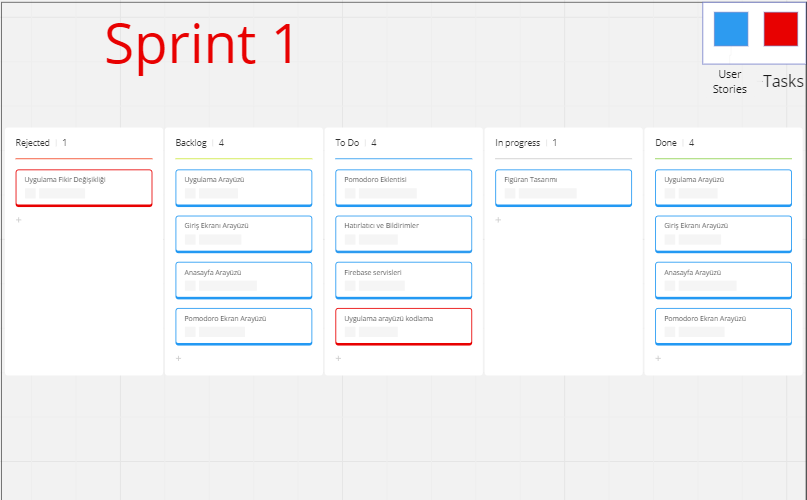 Sprint 1
User
Stories
Tasks
Rejected 1
Uygulama Fikir Değişikliği
+
Backlog 4
Uygulama Arayüzü
Giriş Ekranı Arayüzü
Anasayfa Arayüzü
Pomodoro Ekran Arayüzü
+
To Do 4
Pomodoro Eklentisi
Hatırlatıcı ve Bildirimler
Firebase servisleri
Uygulama arayüzü kodlama
+
In progress 1
Figüran Tasarımı
+
Done 4
Uygulama Arayüzü
Giriş Ekranı Arayüzü
Anasayfa Arayüzü
Pomodoro Ekran Arayüzü
+